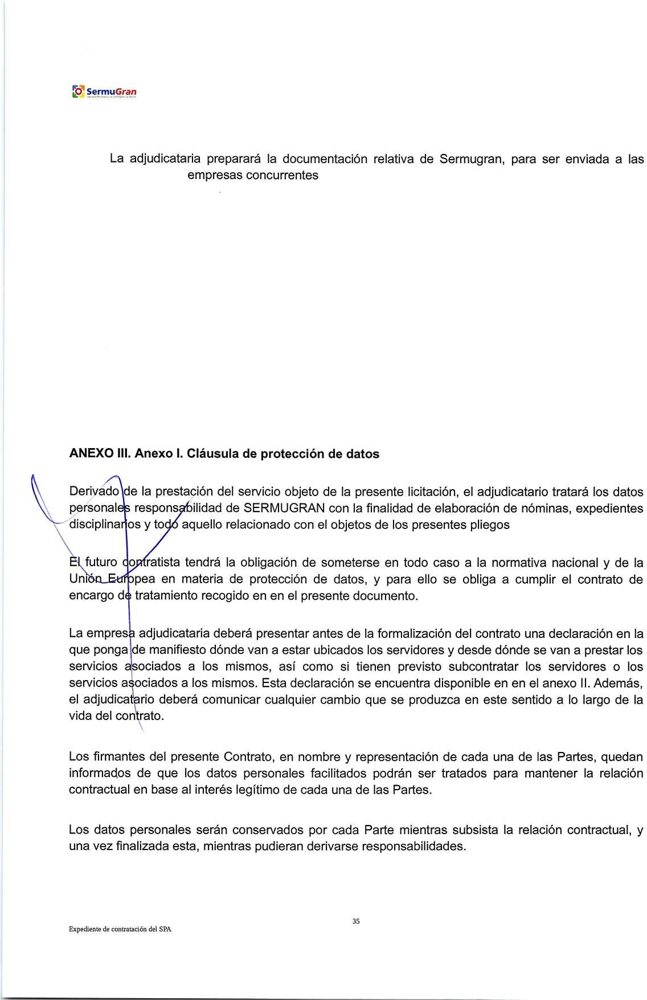 SermuGran
La adjudicataria preparará la documentación relativa de Sermugran, para ser enviada a las
empresas concurrentes
ANEXO III. Anexo I. Cláusula de protección de datos
Derivado de la prestación del servicio objeto de la presente licitación, el adjudicatario tratará los datos
personales responsabilidad de SERMUGRAN con la finalidad de elaboración de nóminas, expedientes
disciplinarios y todo aquello relacionado con el objetos de los presentes pliegos
El futuro contratista tendrá la obligación de someterse en todo caso a la normativa nacional y de la
Unión Europea en materia de protección de datos, y para ello se obliga a cumplir el contrato de
encargo de tratamiento recogido en en el presente documento.
La empresa adjudicataria deberá presentar antes de la formalización del contrato una declaración en la
que ponga de manifiesto dónde van a estar ubicados los servidores y desde dónde se van a prestar los
servicios asociados a los mismos, así como si tienen previsto subcontratar los servidores o los
servicios asociados a los mismos. Esta declaración se encuentra disponible en en el anexo II. Además,
el adjudicatario deberá comunicar cualquier cambio que se produzca en este sentido a lo largo de la
vida del contrato.
Los firmantes del presente Contrato, en nombre y representación de cada una de las Partes, quedan
informados de que los datos personales facilitados podrán ser tratados para mantener la relación
contractual en base al interés legítimo de cada una de las Partes.
Los datos personales serán conservados por cada Parte mientras subsista la relación contractual, y
una vez finalizada esta, mientras pudieran derivarse responsabilidades.
35
Expediente de contratación del SPA